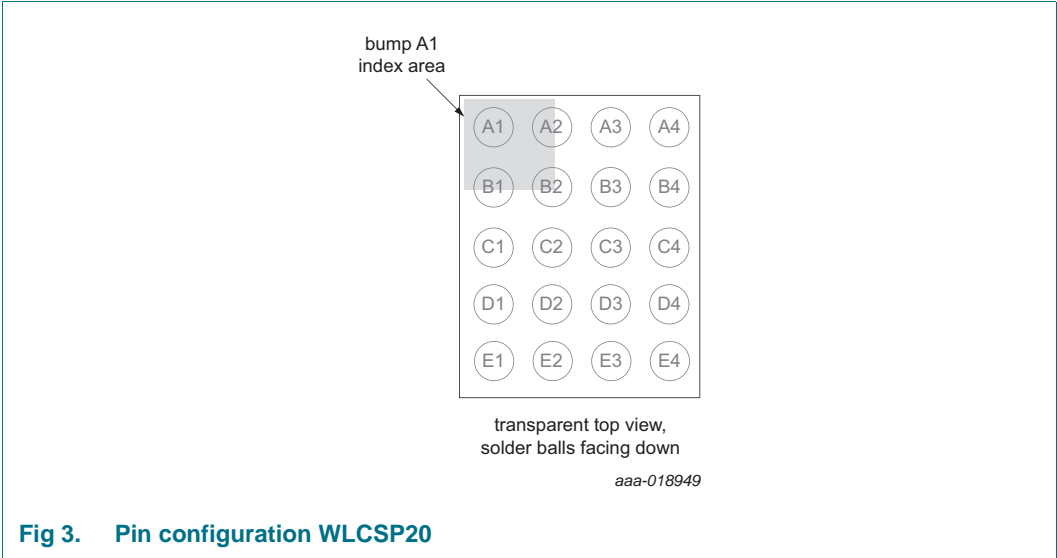 bump A1
index area
A1 A2 A3 A4
B1 B2 B3 B4
C1 C2 C3 C4
D1 D2 D3 D4
E1 E2 E3 E4
transparent top view,
solder balls facing down
aaa-018949
Fig 3. Pin configuration WLCSP20